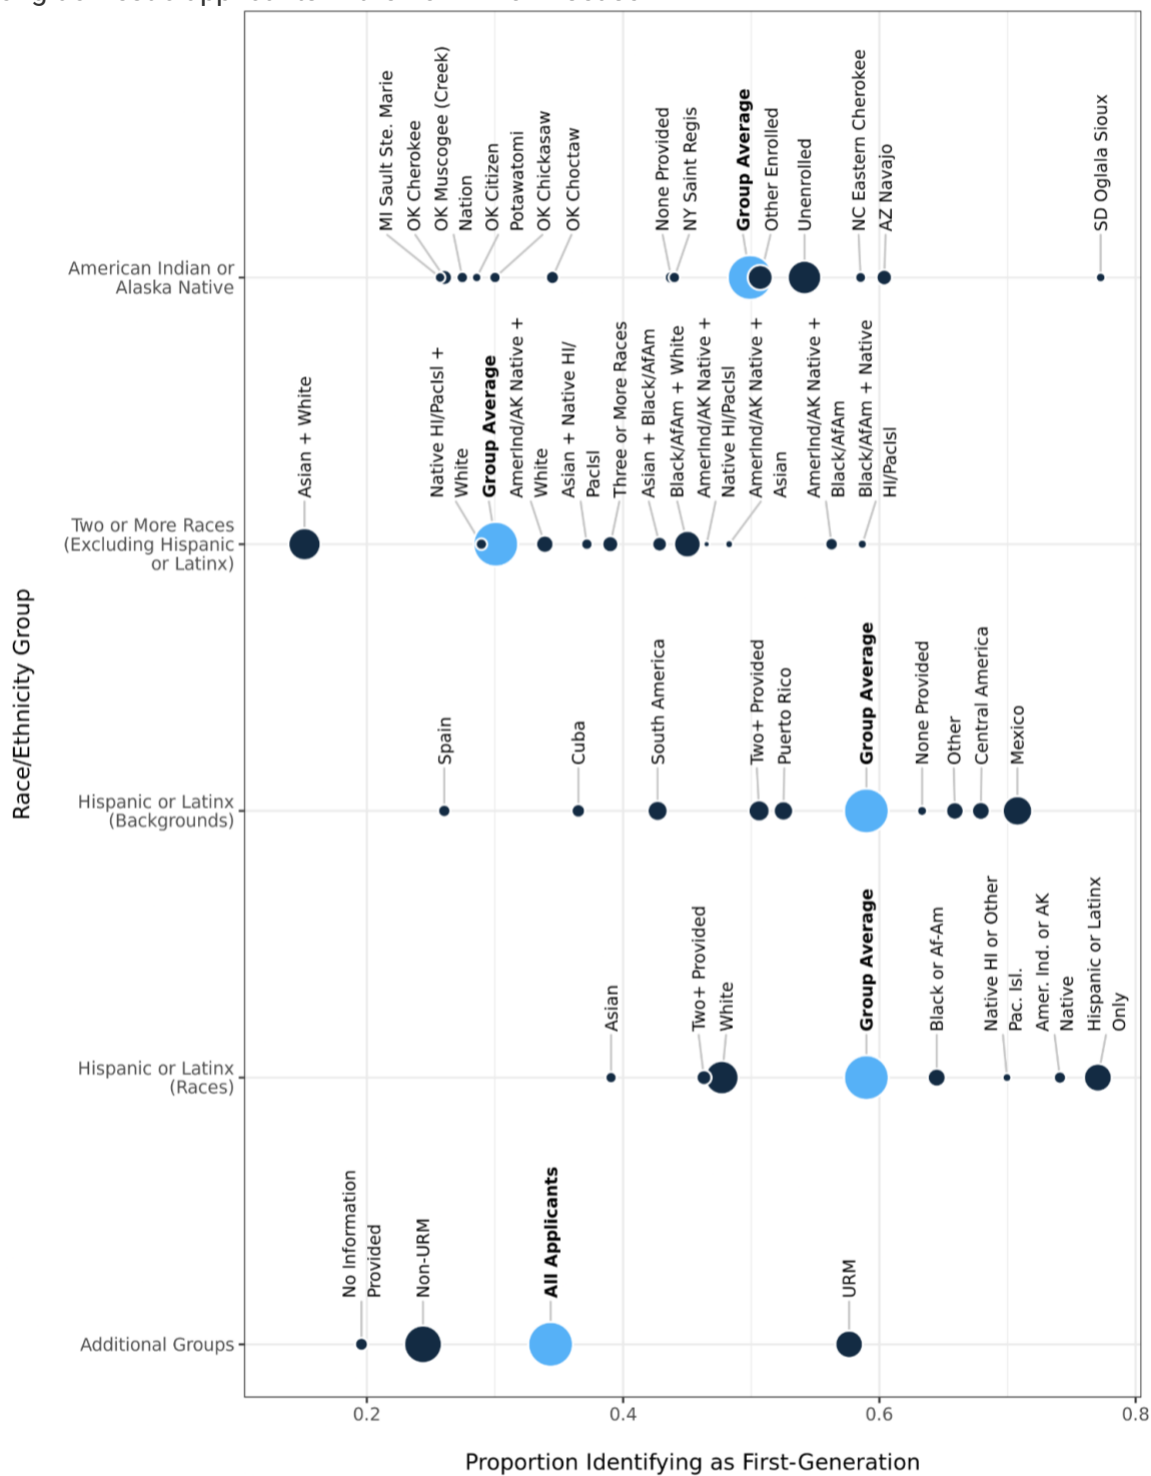 MI Sault Ste. Marie
OK Cherokee
OK Muscogee (Creek)
Nation
OK Citizen
Potawatomi
OK Chickasaw
OK Choctaw
None Provided
NY Saint Regis
Group Average
Other Enrolled
Unenrolled
NC Eastern Cherokee
AZ Navajo
SD Oglala Sioux
American Indian or
Alaska Native
Asian + White
Native HI/PacIsl +
White
Group Average
AmerInd/AK Native +
White
Asian + Native HI/
PacIsl
Three or More Races
Asian + Black/AfAm
Black/AfAm + White
AmerInd/AK Native +
Native HI/PacIsl
AmerInd/AK Native +
Asian
AmerInd/AK Native +
Black/AfAm
Black/AfAm + Native
HI/PacIsl
Two or More Races
(Excluding Hispanic
or Latinx)
Race/Ethnicity Group
Spain
Cuba
South America
Two+ Provided
Puerto Rico
Group Average
None Provided
Other
Central America
Mexico
Hispanic or Latinx
(Backgrounds)
Asian
Two+ Provided
White
Group Average
Black or Af-Am
Native HI or Other
Pac. Isl.
Amer. Ind. or AK
Native
Hispanic or Latinx
Only
Hispanic or Latinx
(Races)
No Information
Provided
Non-URM
All Applicants
URM
Additional Groups
0.2
0.4
0.6
0.8
Proportion Identifying as First-Generation